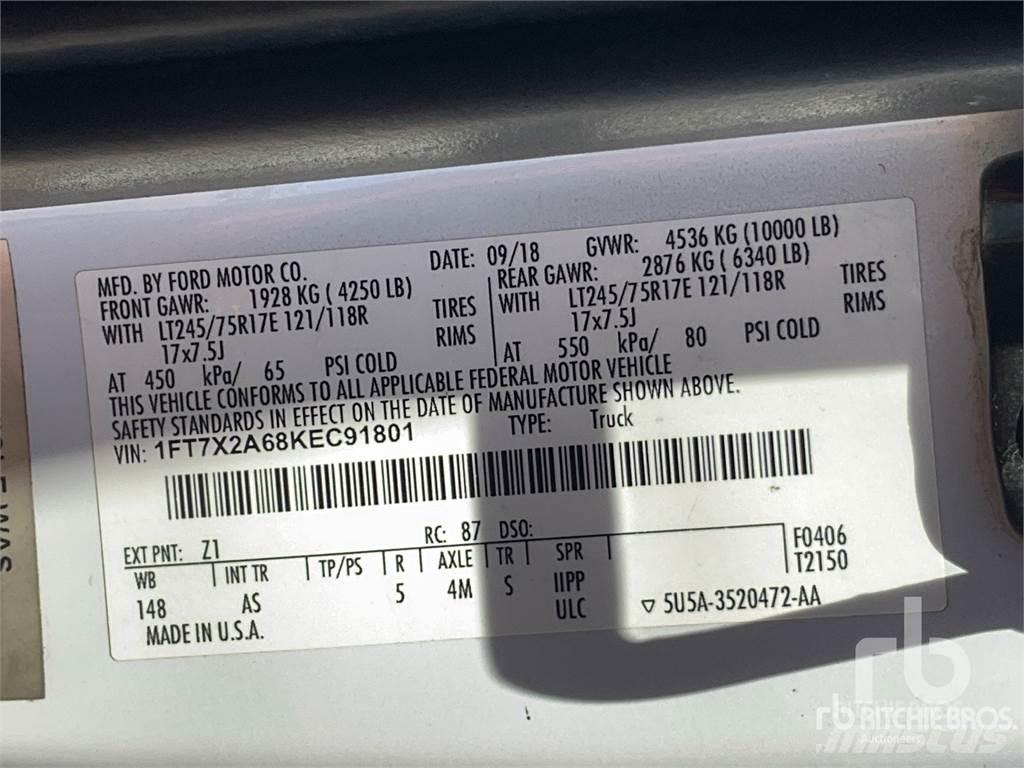 MFD. BY FORD MOTOR CO.
DATE: 09/18 GVWR: 4536 KG (10000 LB)
FRONT GAWR: 1928 KG ( 4250 LB)
REAR GAWR: 2876 KG ( 6340 LB)
WITH LT245/75R17E 121/118R TIRES
WITH LT245/75R17E 121/118R TIRES
17x7.5J RIMS
17x7.5J RIMS
AT 450 kPa/ 65 PSI COLD
AT 550 kPa/ 80 PSI COLD
THIS VEHICLE CONFORMS TO ALL APPLICABLE FEDERAL MOTOR VEHICLE
SAFETY STANDARDS IN EFFECT ON THE DATE OF MANUFACTURE SHOWN ABOVE.
VIN: 1FT7X2A68KEC91801 TYPE: Truck
EXT PNT: Z1 RC: 87 DSO:
WB INT TR TP/PS R AXLE TR SPR F0406
148 AS 5 4M S IIPP T2150
ULC
MADE IN U.S.A. 5U5A-3520472-AA
rb
rb RITCHIE BROS.
Auctioneers